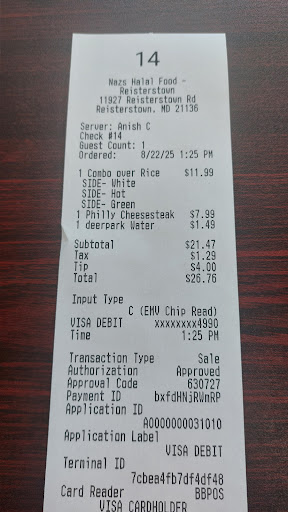 14
Nazs Halal Food -
Reisterstown
11927 Reisterstown Rd
Reisterstown, MD 21136
Server: Anish C
Check #14
Guest Count: 1
Ordered: 8/22/25 1:25 PM
1 Combo over Rice $11.99
SIDE- White
SIDE- Hot
SIDE- Green
1 Philly Cheesesteak $7.99
1 deerpark Water $1.49
Subtotal $21.47
Tax $1.29
Tip $4.00
Total $26.76
Input Type
C (EMV Chip Read)
VISA DEBIT xxxxxxxx4990
Time 1:25 PM
Transaction Type Sale
Authorization Approved
Approval Code 630727
Payment ID bxfdHNjRWmRP
Application ID
A0000000031010
Application Label
VISA DEBIT
Terminal ID
7cbea4fb7df4df48
Card Reader BBPOS
VISA CARDHOLDER